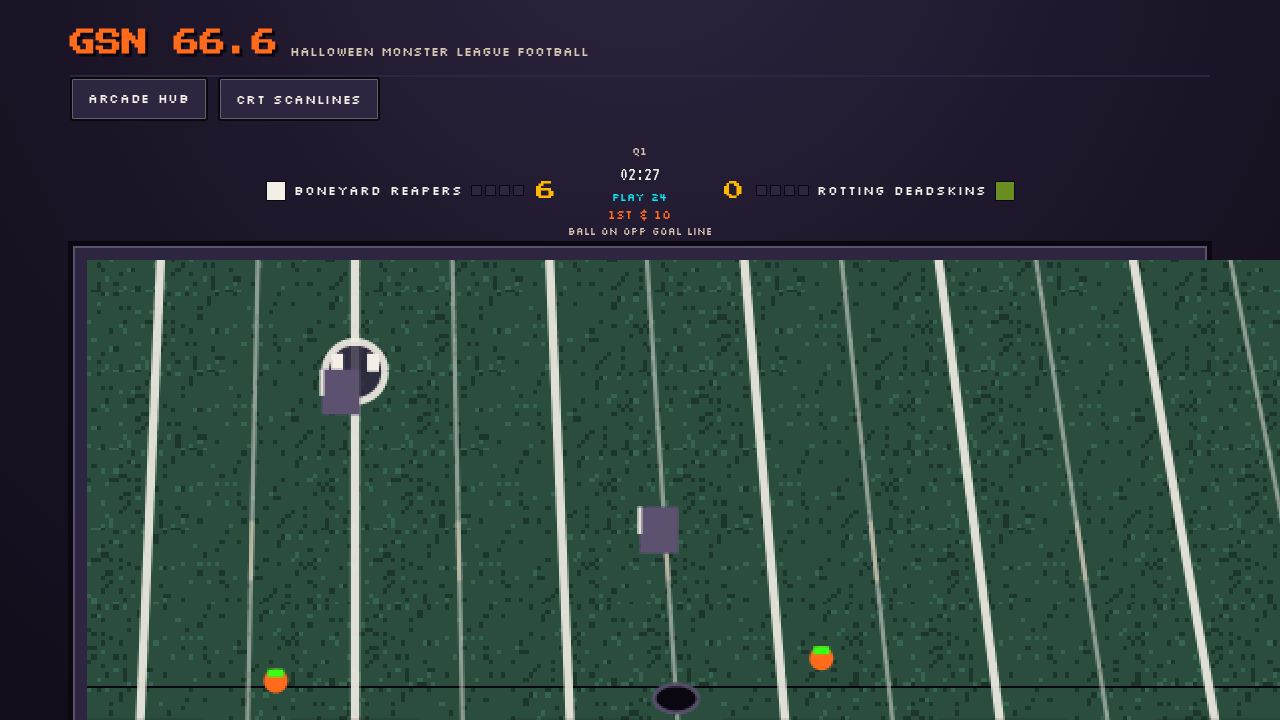 GSN 66.6
HALLOWEEN MONSTER LEAGUE FOOTBALL
ARCADE HUB
CRT SCANLINES
Q1
02:27
BONEYARD REAPERS 6
0 ROTTING DEADSKINS
PLAY 24
1ST & 10
BALL ON OPP GOAL LINE